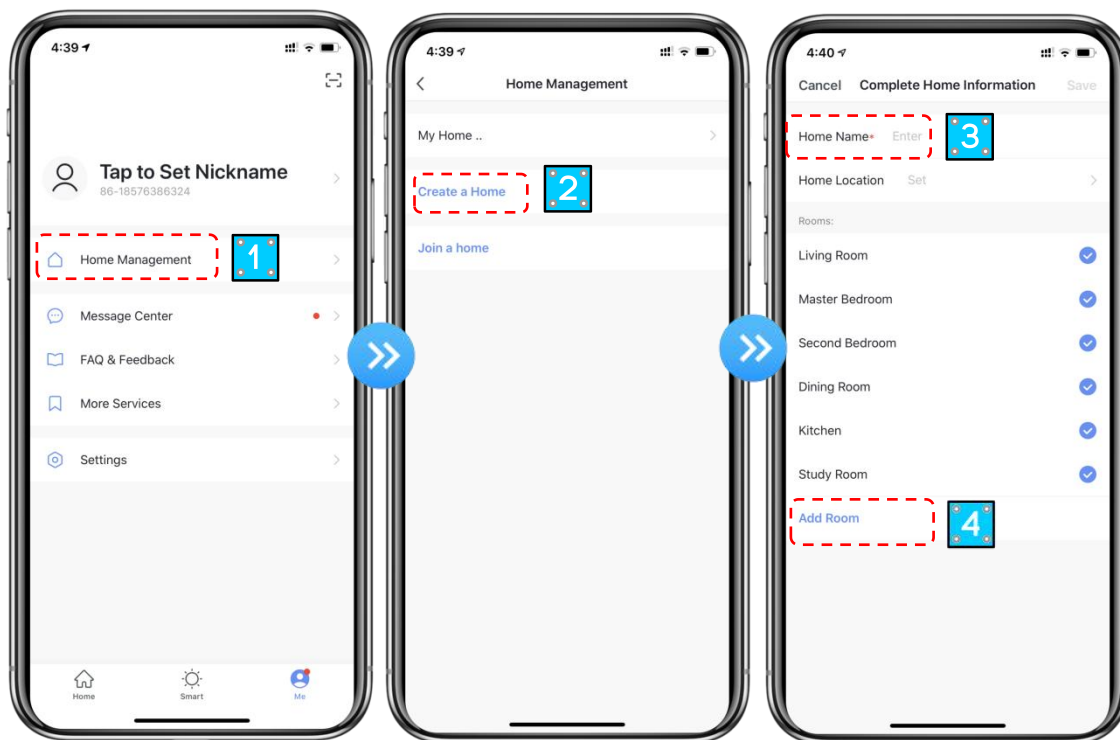 4:39
Tap to Set Nickname
86-18576386324
Home Management
1
Message Center
FAQ & Feedback
More Services
Settings
Home
Smart
Me
4:39
Home Management
My Home ..
Create a Home
2
Join a home
4:40
Cancel Complete Home Information Save
Home Name* Enter
3
Home Location Set
Rooms:
Living Room
Master Bedroom
Second Bedroom
Dining Room
Kitchen
Study Room
Add Room
4